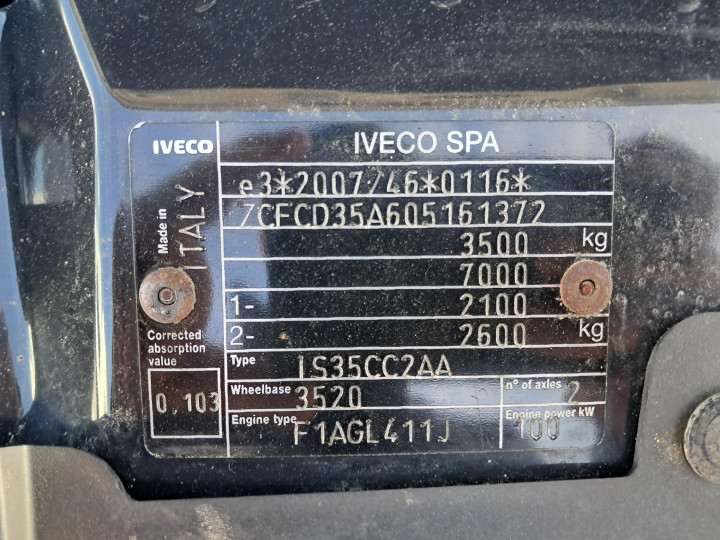 IVECO IVECO SPA
Made in ITALY
e3*2007/46*0116*
ZCFCD35A605161372
3500 kg
7000
1- 2100
2- 2600 kg
Corrected absorption value
0.103
Type IS35CC2AA
Wheelbase 3520 n° of axles 2
Engine type F1AGL411J Engine power kW 100